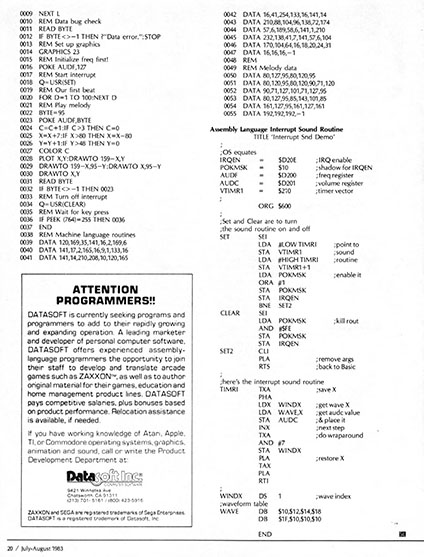 0009 NEXT L
0010 REM Data bug check
0011 READ BYTE
0012 IF BYTE<>-1 THEN ?"Data error.":STOP
0013 REM Set up graphics
0014 GRAPHICS 23
0015 REM Initialize freq first!
0016 POKE AUDF,127
0017 REM Start interrupt
0018 Q=USR(SET)
0019 REM Our first beat
0020 FOR D=1 TO 100:NEXT D
0021 REM Play melody
0022 BYTE=95
0023 POKE AUDF,BYTE
0024 C=C+1:IF C>3 THEN C=0
0025 X=X+7:IF X>80 THEN X=X-80
0026 Y=Y+1:IF Y>48 THEN Y=0
0027 COLOR C
0028 PLOT X,Y:DRAWTO 159-X,Y
0029 DRAWTO 159-X,95-Y:DRAWTO X,95-Y
0030 DRAWTO X,Y
0031 READ BYTE
0032 IF BYTE<>-1 THEN 0023
0033 REM Turn off interrupt
0034 Q=USR(CLEAR)
0035 REM Wait for key press
0036 IF PEEK (764)=255 THEN 0036
0037 END
0038 REM Machine language routines
0039 DATA 120,169,35,141,16,2,169,6
0040 DATA 141,17,2,165,16,9,1,133,16
0041 DATA 141,14,210,208,10,120,165
ATTENTION
PROGRAMMERS!!
DATASOFT is currently seeking programs and
programmers to add to their rapidly growing
and expanding operation. A leading marketer
and developer of personal computer software,
DATASOFT offers experienced assembly-
language programmers the opportunity to join
their staff to develop and translate arcade
games such as ZAXXON™, as well as to author
original material for their games, education and
home management product lines. DATASOFT
pays competitive salaries, plus bonuses based
on product performance. Relocation assistance
is available, if needed.
If you have working knowledge of Atari, Apple,
TI, or Commodore operating systems, graphics,
animation and sound, call or write the Product
Development Department at:
Datasoft Inc.
COMPUTER SOFTWARE
9421 Winnetka Ave
Chatsworth, CA 91311
(213) 701-5161 / (800) 423-5916
ZAXXON and SEGA are registered trademarks of Sega Enterprises.
DATASOFT is a registered trademark of Datasoft, Inc.
20 / July-August 1983
0042 DATA 16,41,254,133,16,141,14
0043 DATA 210,88,104,96,138,72,174
0044 DATA 57,6,189,58,6,141,1,210
0045 DATA 232,138,41,7,141,57,6,104
0046 DATA 170,104,64,16,18,20,24,31
0047 DATA 16,16,16,-1
0048 REM
0049 REM Melody data
0050 DATA 80,127,95,80,120,95
0051 DATA 80,120,95,80,120,90,71,120
0052 DATA 90,71,127,101,71,127,95
0053 DATA 80,127,95,85,143,101,85
0054 DATA 161,127,95,161,127,161
0055 DATA 192,192,192,-1
Assembly Language Interrupt Sound Routine
TITLE 'Interrupt Snd Demo'
;
;OS equates
IRQEN = $D20E ;IRQ enable
POKMSK = $10 ;shadow for IRQEN
AUDF = $D200 ;freq register
AUDC = $D201 ;volume register
VTIMR1 = $210 ;timer vector
;
ORG $600
;
;Set and Clear are to turn
;the sound routine on and off
SET SEI
LDA #LOW TIMRI ;point to
STA VTIMR1 ;sound
LDA #HIGH TIMRI ;routine
STA VTIMR1+1
LDA POKMSK ;enable it
ORA #1
STA POKMSK
STA IRQEN
BNE SET2
CLEAR SEI
LDA POKMSK ;kill rout
AND #$FE
STA POKMSK
STA IRQEN
SET2 CLI
PLA ;remove args
RTS ;back to Basic
;
;here's the interrupt sound routine
TIMRI TXA ;save X
PHA
LDX WINDX ;get wave X
LDA WAVE,X ;get audc value
STA AUDC ;& place it
INX ;next step
TXA ;do wraparound
AND #7
STA WINDX
PLA ;restore X
TAX
PLA
RTI
;
WINDX DS 1 ;wave index
;waveform table
WAVE DB $10,$12,$14,$18
DB $1F,$10,$10,$10
;
END